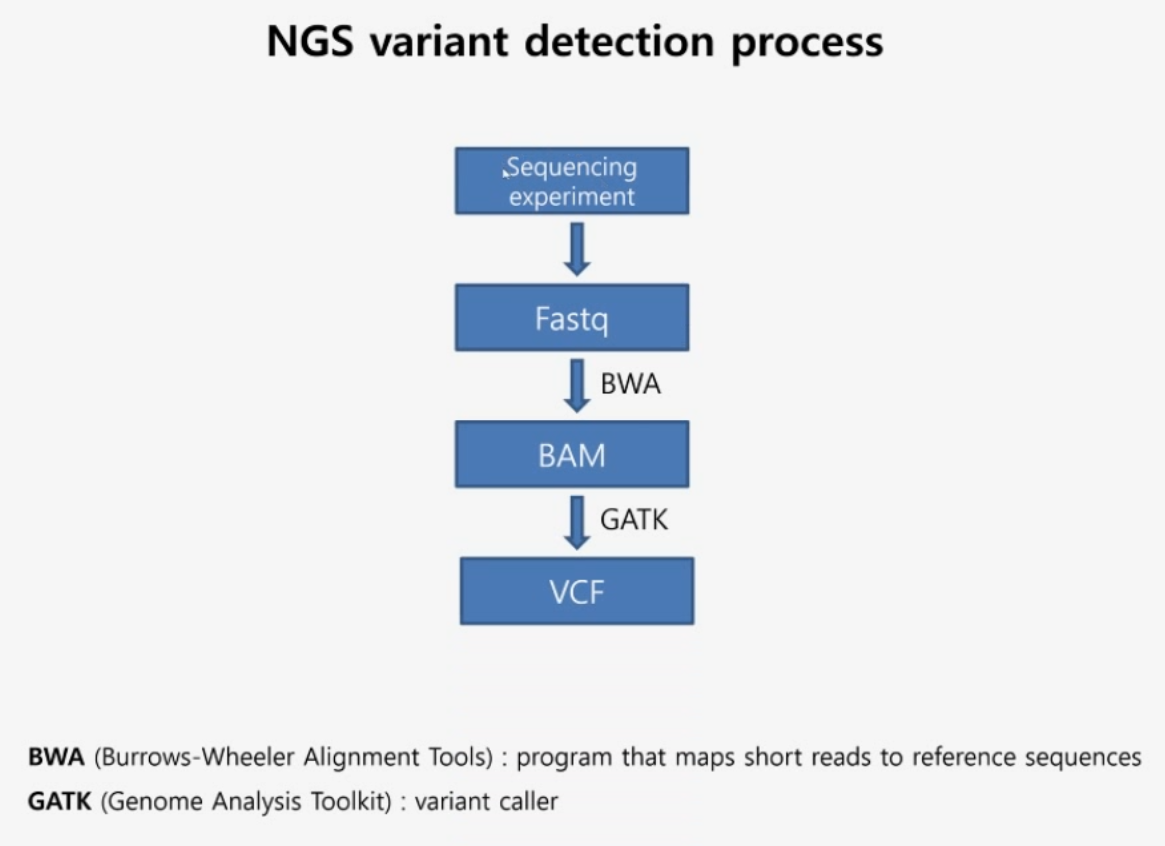 NGS variant detection process
Sequencing
experiment
Fastq
BWA
BAM
GATK
VCF
BWA (Burrows-Wheeler Alignment Tools) : program that maps short reads to reference sequences
GATK (Genome Analysis Toolkit) : variant caller